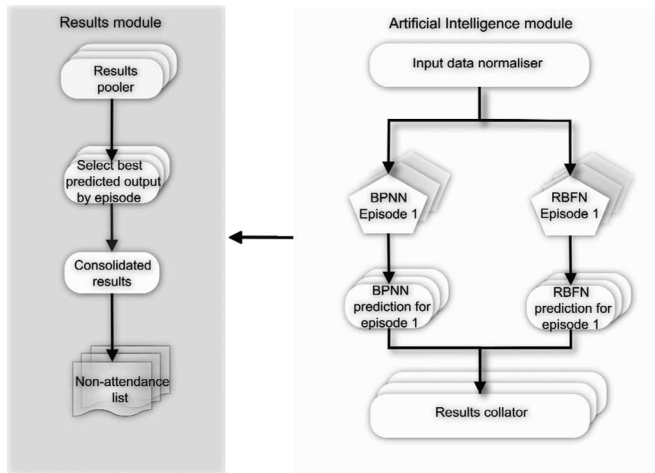 Results module
Results
pooler
Select best
predicted output
by episode
Consolidated
results
Non-attendance
list
Artificial Intelligence module
Input data normaliser
BPNN
Episode 1
RBFN
Episode 1
BPNN
prediction for
episode 1
RBFN
prediction for
episode 1
Results collator